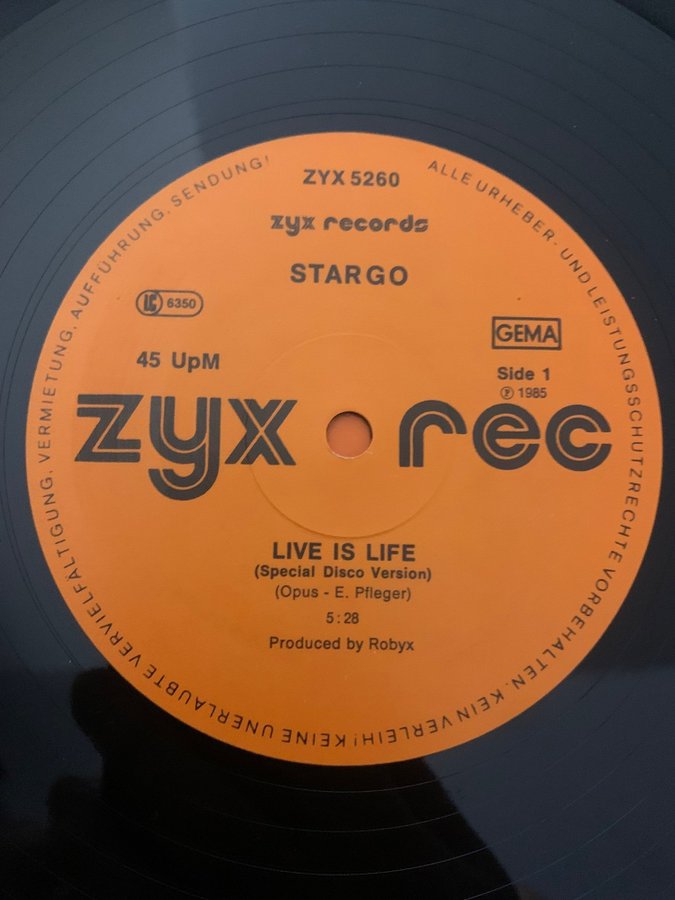 ALLE URHEBER- UND LEISTUNGSSCHUTZRECHTE VORBEHALTEN. KEIN VERLEIH! KEINE UNERLAUBTE VERVIELFÄLTIGUNG, VERMIETUNG, AUFFÜHRUNG, SENDUNG!
ZYX 5260
zyx records
STARGO
LC 6350
GEMA
45 UpM
Side 1
Ⓟ 1985
zyx rec
LIVE IS LIFE
(Special Disco Version)
(Opus - E. Pfleger)
5:28
Produced by Robyx